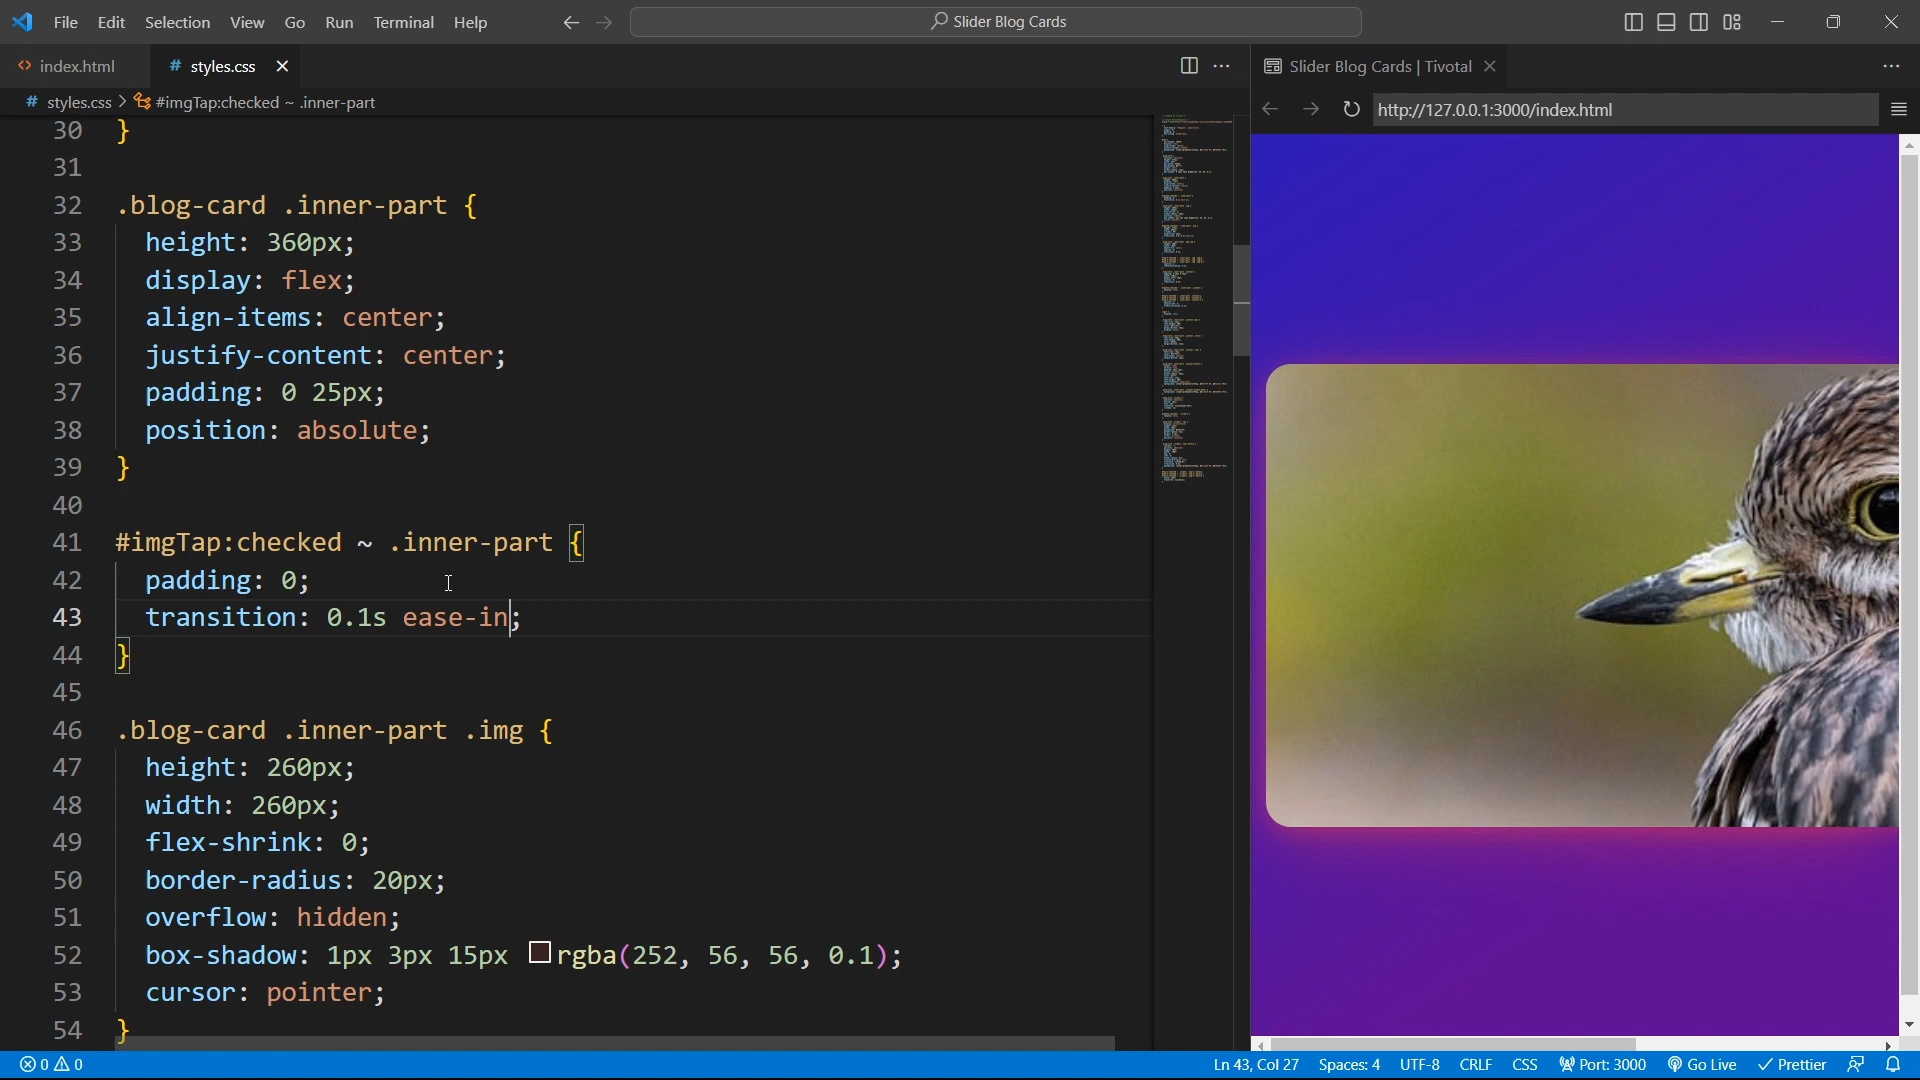 File Edit Selection View Go Run Terminal Help
Slider Blog Cards
index.html
# styles.css
Slider Blog Cards | Tivotal
# styles.css > #imgTap:checked ~ .inner-part
http://127.0.0.1:3000/index.html
30 }
31
32 .blog-card .inner-part {
33 height: 360px;
34 display: flex;
35 align-items: center;
36 justify-content: center;
37 padding: 0 25px;
38 position: absolute;
39 }
40
41 #imgTap:checked ~ .inner-part {
42 padding: 0;
43 transition: 0.1s ease-in;
44 }
45
46 .blog-card .inner-part .img {
47 height: 260px;
48 width: 260px;
49 flex-shrink: 0;
50 border-radius: 20px;
51 overflow: hidden;
52 box-shadow: 1px 3px 15px rgba(252, 56, 56, 0.1);
53 cursor: pointer;
54 }
0 0 Ln 43, Col 27 Spaces: 4 UTF-8 CRLF CSS Port: 3000 Go Live Prettier